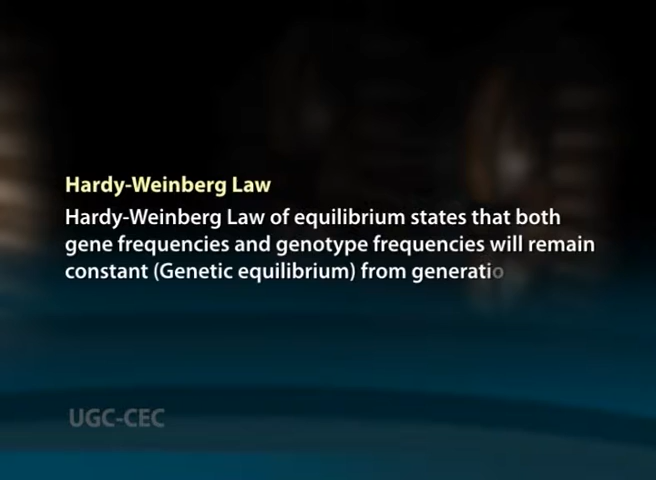 Hardy-Weinberg Law
Hardy-Weinberg Law of equilibrium states that both
gene frequencies and genotype frequencies will remain
constant (Genetic equilibrium) from generatio
UGC-CEC